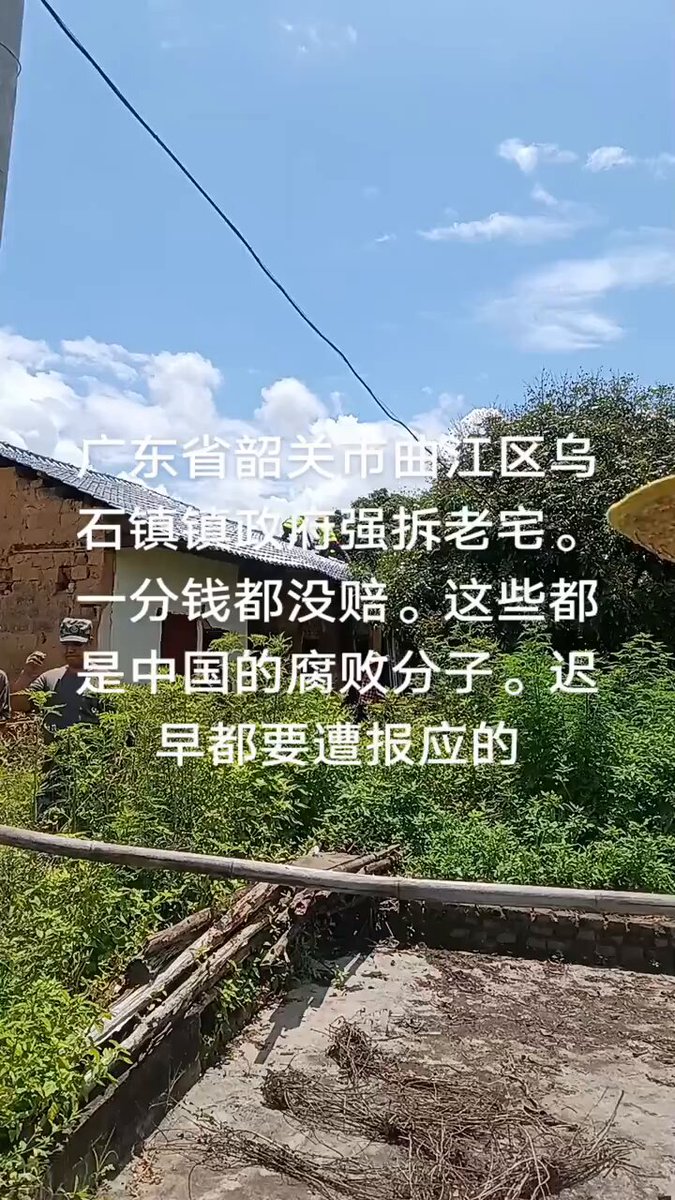 广东省韶关市曲江区乌
石镇镇政府强拆老宅。
一分钱都没赔。这些都
是中国的腐败分子。迟
早都要遭报应的